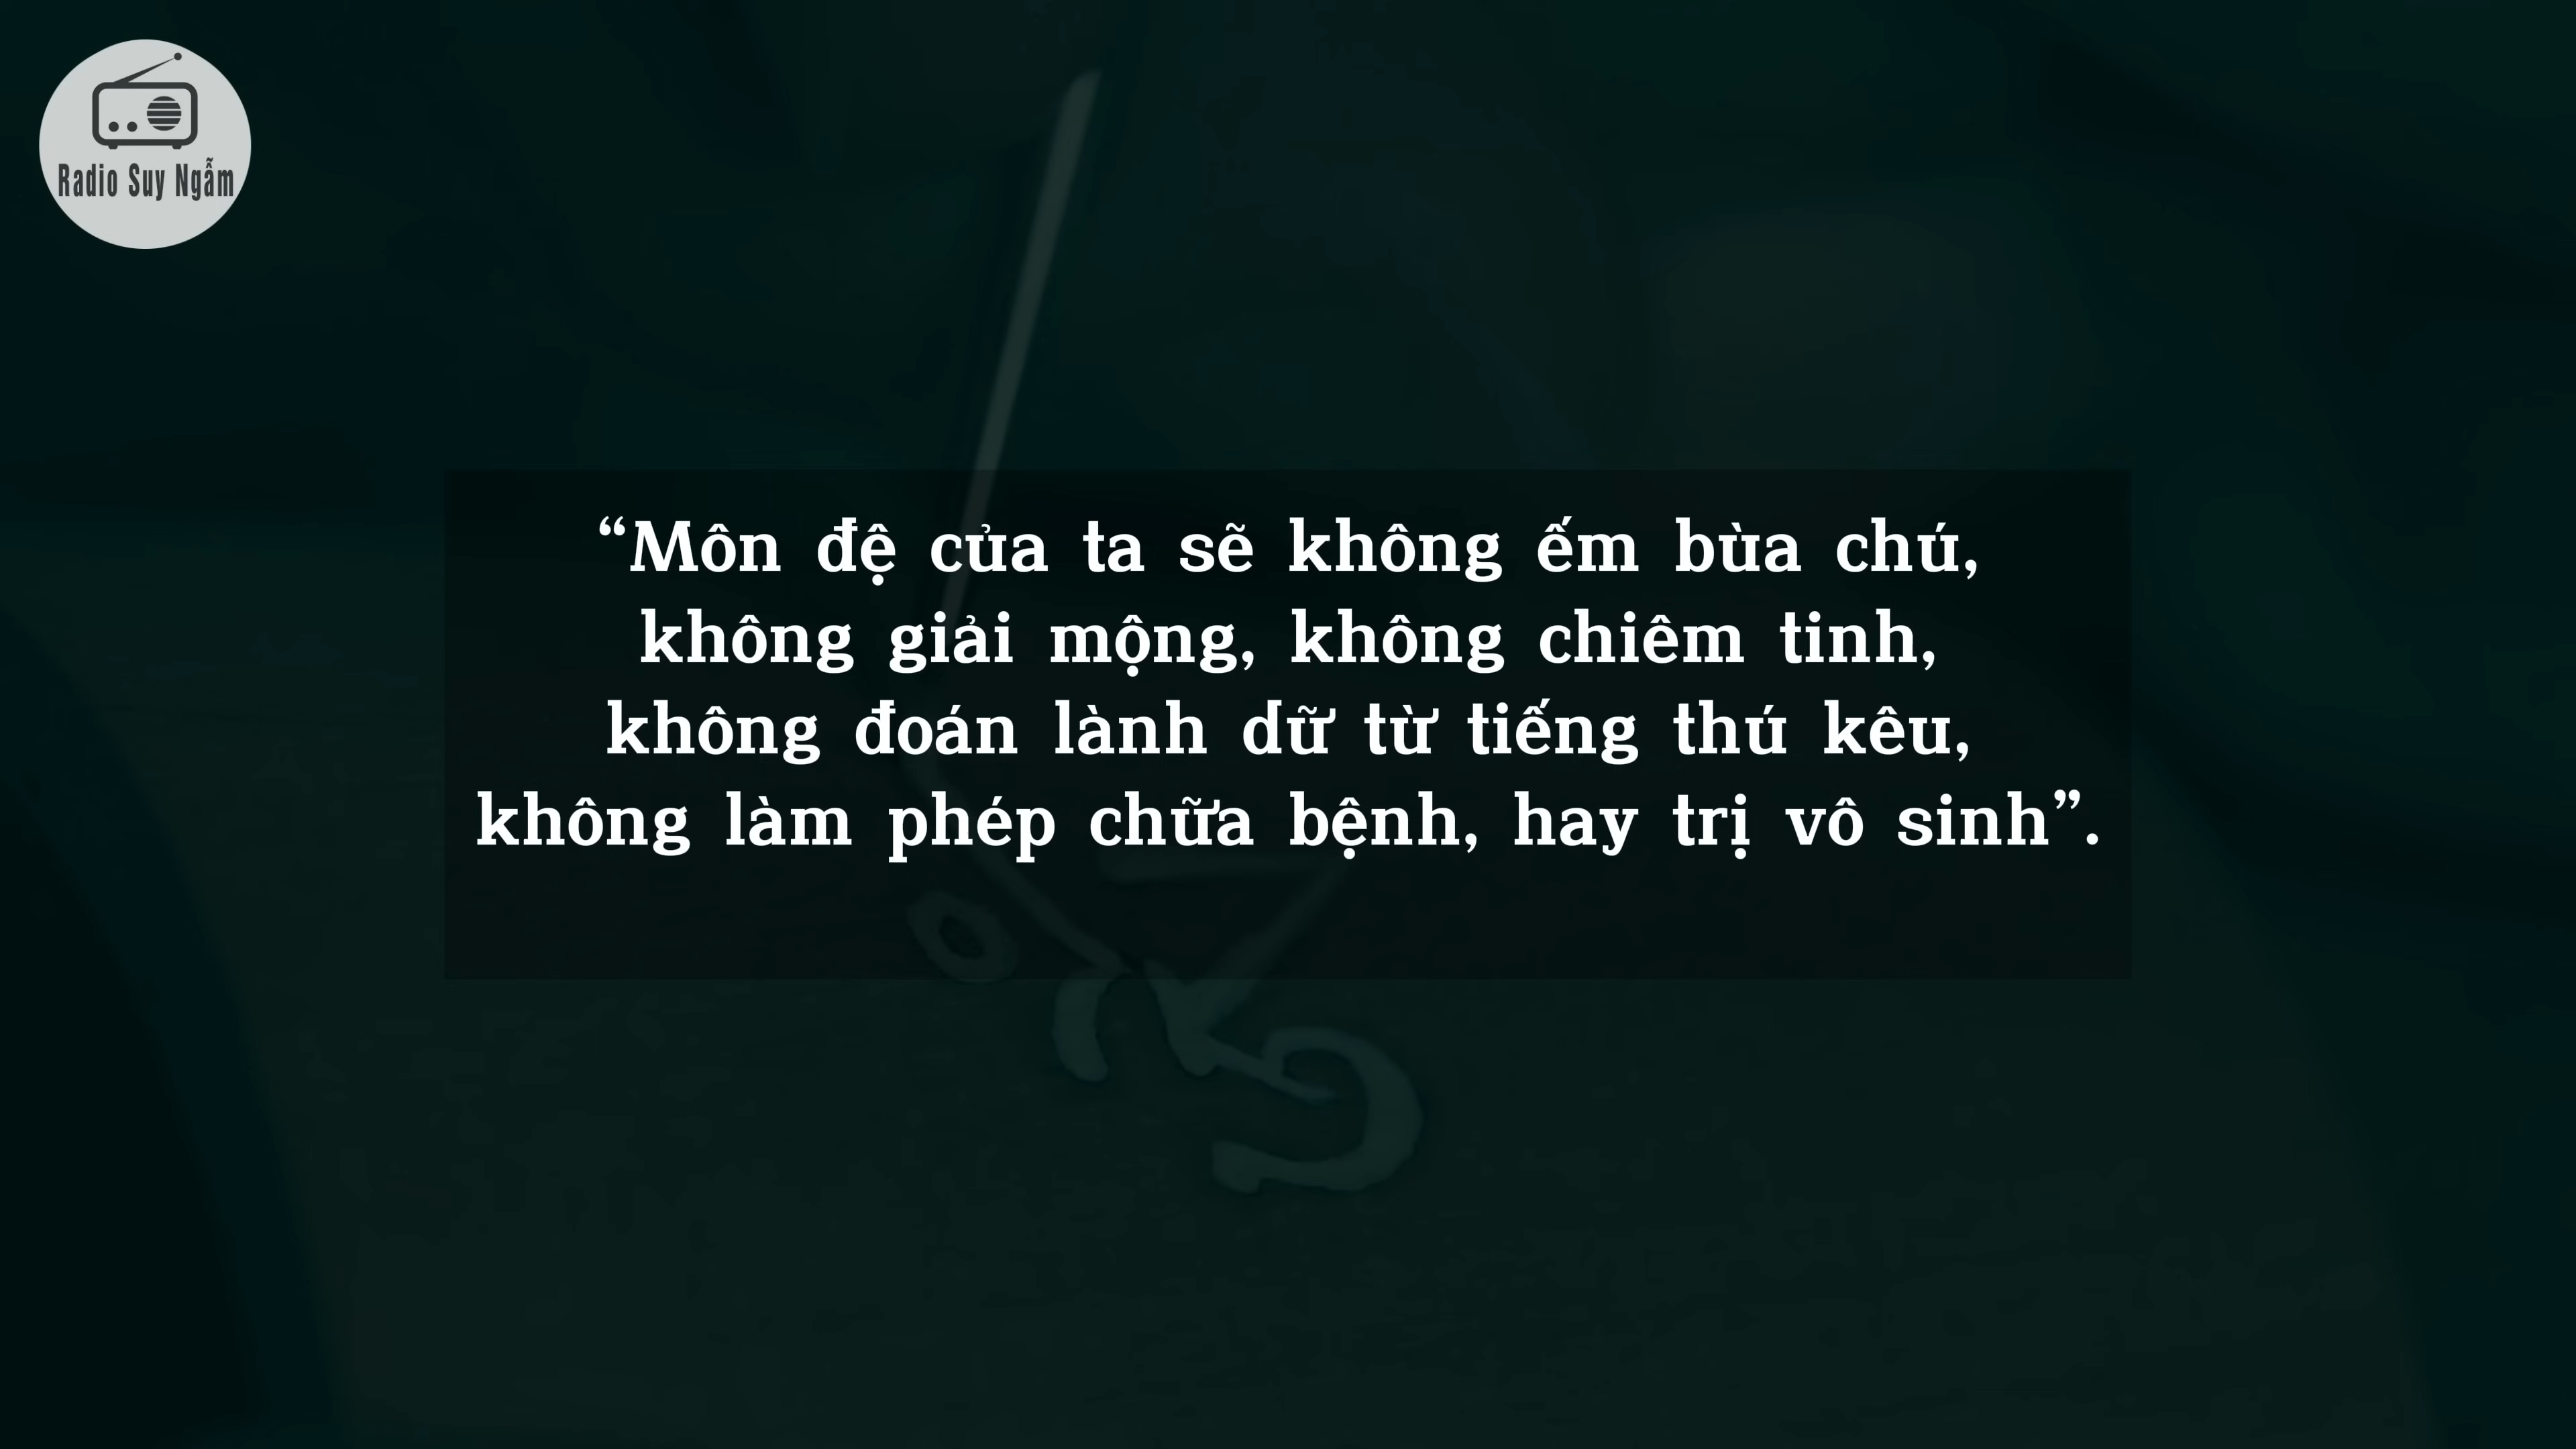 Radio Suy Ngẫm
“Môn đệ của ta sẽ không ếm bùa chú,
không giải mộng, không chiêm tinh,
không đoán lành dữ từ tiếng thú kêu,
không làm phép chữa bệnh, hay trị vô sinh”.